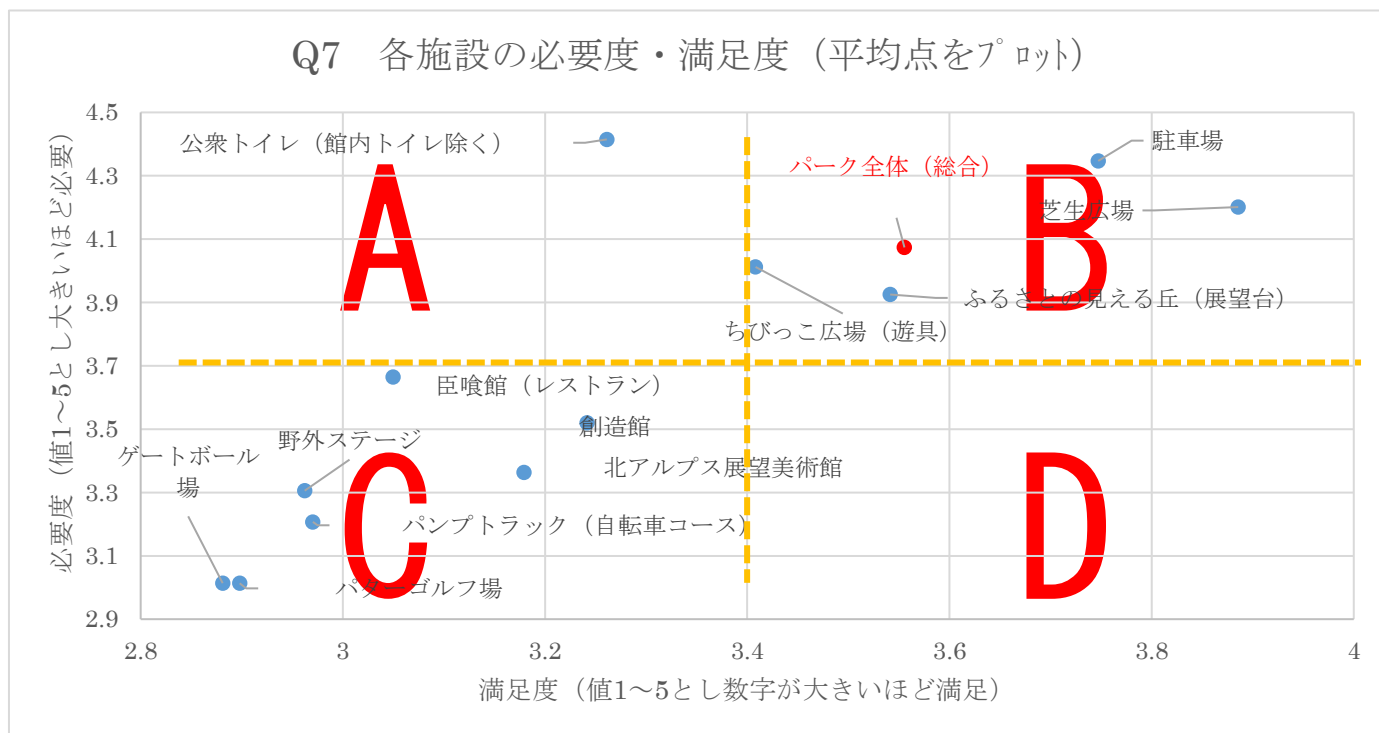 Q7　各施設の必要度・満足度（平均点をﾌﾟﾛｯﾄ）
必要度（値1～5とし大きいほど必要）
4.5
4.3
4.1
3.9
3.7
3.5
3.3
3.1
2.9
公衆トイレ（館内トイレ除く）
駐車場
パーク全体（総合）
芝生広場
A
B
ふるさとの見える丘（展望台）
ちびっこ広場（遊具）
臣喰館（レストラン）
創造館
野外ステージ
ゲートボール
場
北アルプス展望美術館
C
D
パンプトラック（自転車コース）
パターゴルフ場
2.8
3
3.2
3.4
3.6
3.8
4
満足度（値1～5とし数字が大きいほど満足）